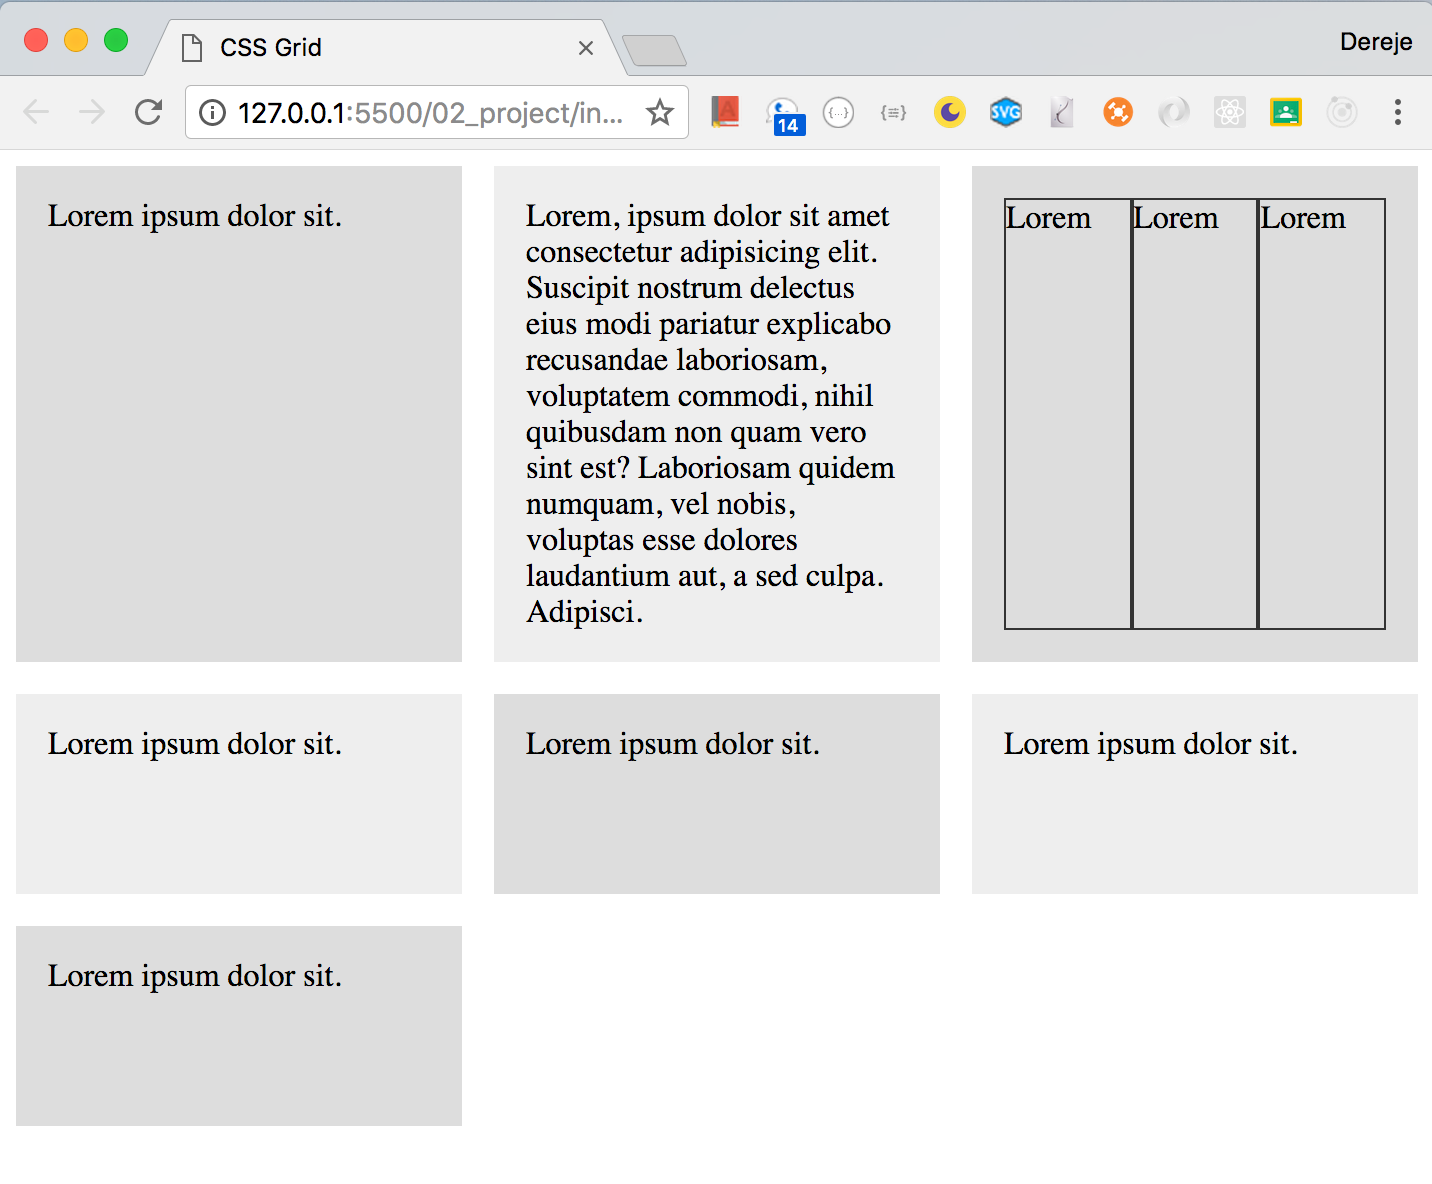 CSS Grid
Dereje
127.0.0.1:5500/02_project/in...
A
14
{...}
{≡}
SVG
Lorem ipsum dolor sit.
Lorem, ipsum dolor sit amet
consectetur adipisicing elit.
Suscipit nostrum delectus
eius modi pariatur explicabo
recusandae laboriosam,
voluptatem commodi, nihil
quibusdam non quam vero
sint est? Laboriosam quidem
numquam, vel nobis,
voluptas esse dolores
laudantium aut, a sed culpa.
Adipisci.
Lorem
Lorem
Lorem
Lorem ipsum dolor sit.
Lorem ipsum dolor sit.
Lorem ipsum dolor sit.
Lorem ipsum dolor sit.